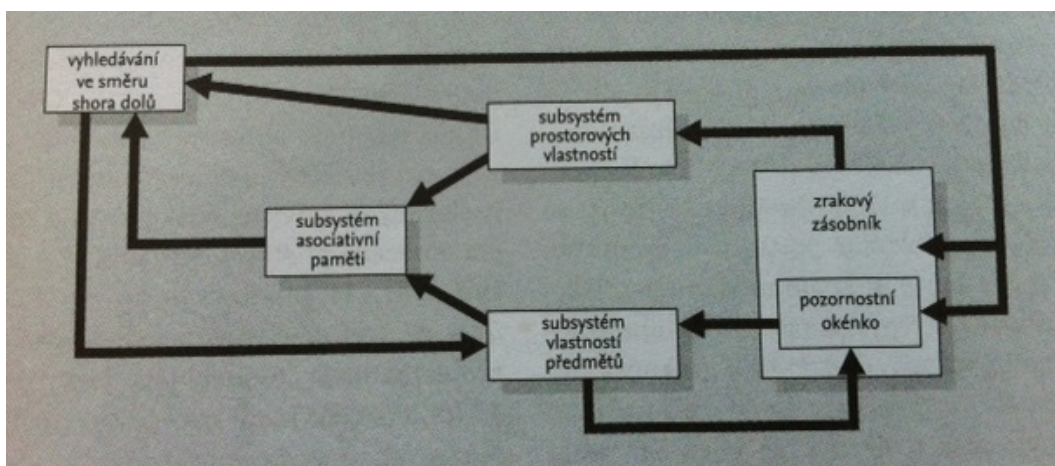 vyhledávání
ve směru
shora dolů
subsystém
prostorových
vlastností
zrakový
zásobník
subsystém
asociativní
paměti
pozornostní
okénko
subsystém
vlastností
předmětů